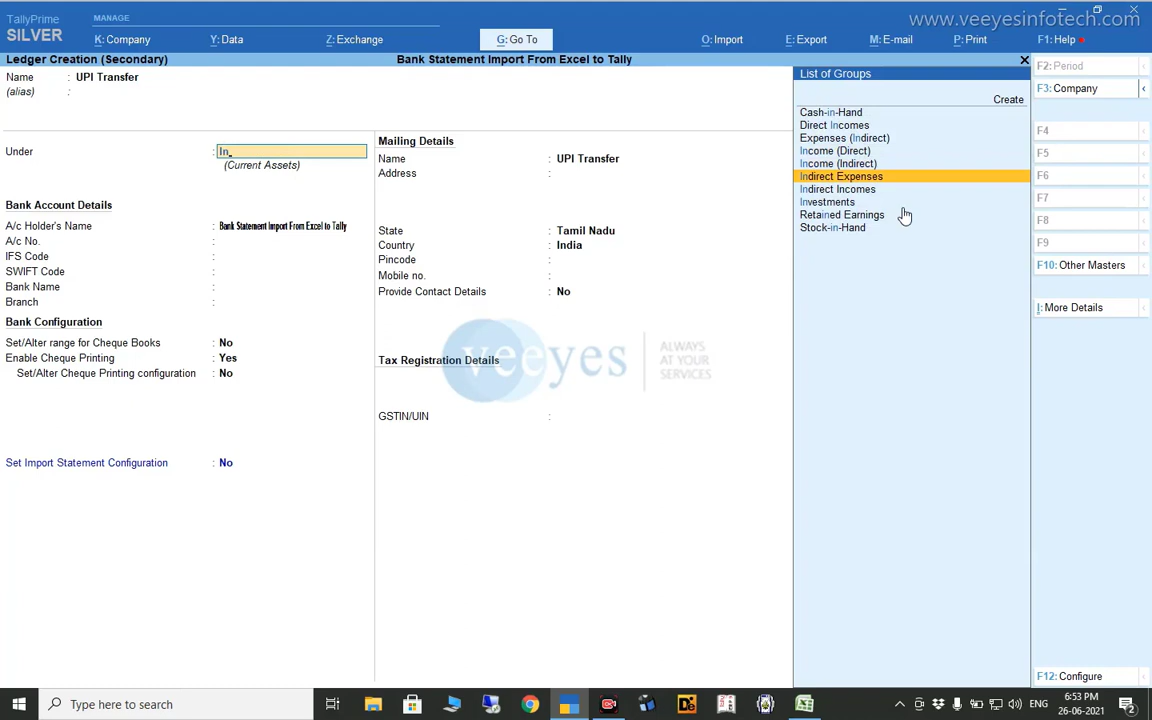 TallyPrime
SILVER
MANAGE
www.veeyesinfotech.com
K: Company
Y: Data
Z: Exchange
G: Go To
O: Import
E: Export
M: E-mail
P: Print
F1: Help
Ledger Creation (Secondary)
Bank Statement Import From Excel to Tally
Name : UPI Transfer
(alias) :
Under : In
(Current Assets)
Bank Account Details
A/c Holder's Name : Bank Statement Import From Excel to Tally
A/c No. :
IFS Code :
SWIFT Code :
Bank Name :
Branch :
Bank Configuration
Set/Alter range for Cheque Books : No
Enable Cheque Printing : Yes
Set/Alter Cheque Printing configuration : No
Set Import Statement Configuration : No
Mailing Details
Name : UPI Transfer
Address :
State : Tamil Nadu
Country : India
Pincode :
Mobile no. :
Provide Contact Details : No
Tax Registration Details
GSTIN/UIN :
veeyes
ALWAYS
AT YOUR
SERVICES
List of Groups
Create
Cash-in-Hand
Direct Incomes
Expenses (Indirect)
Income (Direct)
Income (Indirect)
Indirect Expenses
Indirect Incomes
Investments
Retained Earnings
Stock-in-Hand
F2: Period
F3: Company
F4
F5
F6
F7
F8
F9
F10: Other Masters
I: More Details
F12: Configure
Type here to search
De
ENG
6:53 PM
26-06-2021
2